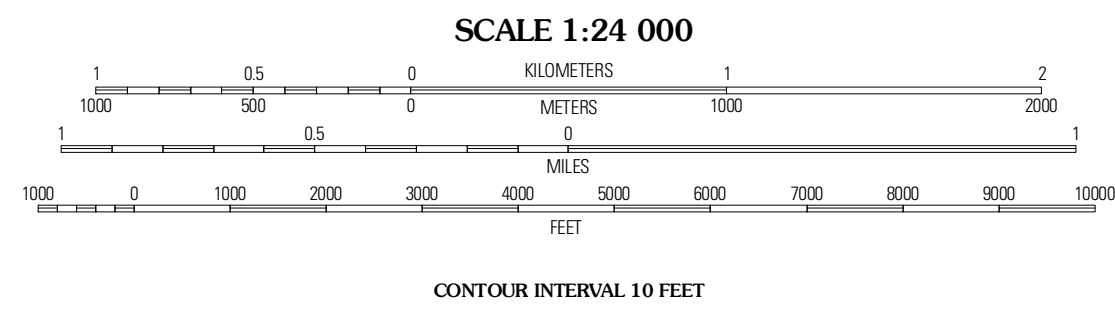 SCALE 1:24 000
1 0.5 0 KILOMETERS 1 2
1000 500 0 METERS 1000 2000
1 0.5 0 1
MILES
1000 0 1000 2000 3000 4000 5000 6000 7000 8000 9000 10000
FEET
CONTOUR INTERVAL 10 FEET